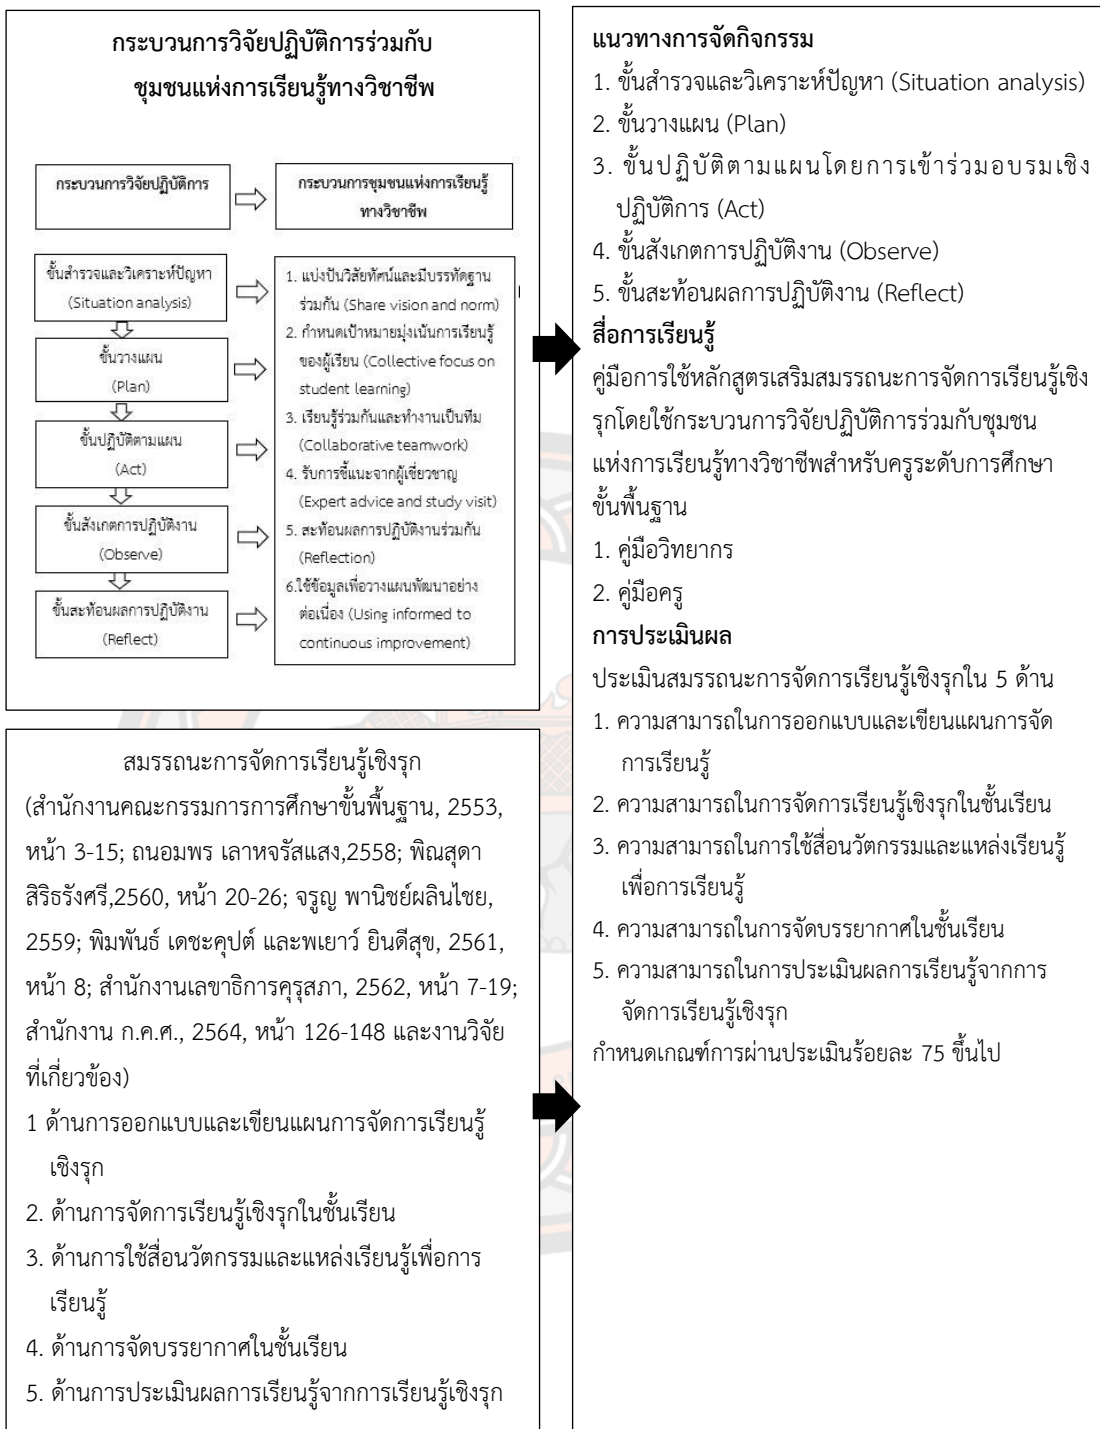 กระบวนการวิจัยปฏิบัติการร่วมกับ
ชุมชนแห่งการเรียนรู้ทางวิชาชีพ
กระบวนการวิจัยปฏิบัติการ
กระบวนการชุมชนแห่งการเรียนรู้
ทางวิชาชีพ
ขั้นสำรวจและวิเคราะห์ปัญหา
(Situation analysis)
ขั้นวางแผน
(Plan)
ขั้นปฏิบัติตามแผน
(Act)
ขั้นสังเกตการปฏิบัติงาน
(Observe)
ขั้นสะท้อนผลการปฏิบัติงาน
(Reflect)
1. แบ่งปันวิสัยทัศน์และมีบรรทัดฐาน
ร่วมกัน (Share vision and norm)
2. กำหนดเป้าหมายมุ่งเน้นการเรียนรู้
ของผู้เรียน (Collective focus on
student learning)
3. เรียนรู้ร่วมกันและทำงานเป็นทีม
(Collaborative teamwork)
4. รับการชี้แนะจากผู้เชี่ยวชาญ
(Expert advice and study visit)
5. สะท้อนผลการปฏิบัติงานร่วมกัน
(Reflection)
6.ใช้ข้อมูลเพื่อวางแผนพัฒนาอย่าง
ต่อเนื่อง (Using informed to
continuous improvement)
สมรรถนะการจัดการเรียนรู้เชิงรุก
(สำนักงานคณะกรรมการการศึกษาขั้นพื้นฐาน, 2553,
หน้า 3-15; ถนอมพร เลาหจรัสแสง,2558; พิณสุดา
สิริธรังศรี,2560, หน้า 20-26; จรูญ พานิชย์ผลินไชย,
2559; พิมพันธ์ เดชะคุปต์ และพเยาว์ ยินดีสุข, 2561,
หน้า 8; สำนักงานเลขาธิการคุรุสภา, 2562, หน้า 7-19;
สำนักงาน ก.ค.ศ., 2564, หน้า 126-148 และงานวิจัย
ที่เกี่ยวข้อง)
1 ด้านการออกแบบและเขียนแผนการจัดการเรียนรู้
เชิงรุก
2. ด้านการจัดการเรียนรู้เชิงรุกในชั้นเรียน
3. ด้านการใช้สื่อนวัตกรรมและแหล่งเรียนรู้เพื่อการ
เรียนรู้
4. ด้านการจัดบรรยากาศในชั้นเรียน
5. ด้านการประเมินผลการเรียนรู้จากการเรียนรู้เชิงรุก
แนวทางการจัดกิจกรรม
1. ขั้นสำรวจและวิเคราะห์ปัญหา (Situation analysis)
2. ขั้นวางแผน (Plan)
3. ขั้นปฏิบัติตามแผนโดยการเข้าร่วมอบรมเชิง
ปฏิบัติการ (Act)
4. ขั้นสังเกตการปฏิบัติงาน (Observe)
5. ขั้นสะท้อนผลการปฏิบัติงาน (Reflect)
สื่อการเรียนรู้
คู่มือการใช้หลักสูตรเสริมสมรรถนะการจัดการเรียนรู้เชิง
รุกโดยใช้กระบวนการวิจัยปฏิบัติการร่วมกับชุมชน
แห่งการเรียนรู้ทางวิชาชีพสำหรับครูระดับการศึกษา
ขั้นพื้นฐาน
1. คู่มือวิทยากร
2. คู่มือครู
การประเมินผล
ประเมินสมรรถนะการจัดการเรียนรู้เชิงรุกใน 5 ด้าน
1. ความสามารถในการออกแบบและเขียนแผนการจัด
การเรียนรู้
2. ความสามารถในการจัดการเรียนรู้เชิงรุกในชั้นเรียน
3. ความสามารถในการใช้สื่อนวัตกรรมและแหล่งเรียนรู้
เพื่อการเรียนรู้
4. ความสามารถในการจัดบรรยากาศในชั้นเรียน
5. ความสามารถในการประเมินผลการเรียนรู้จากการ
จัดการเรียนรู้เชิงรุก
กำหนดเกณฑ์การผ่านประเมินร้อยละ 75 ขึ้นไป